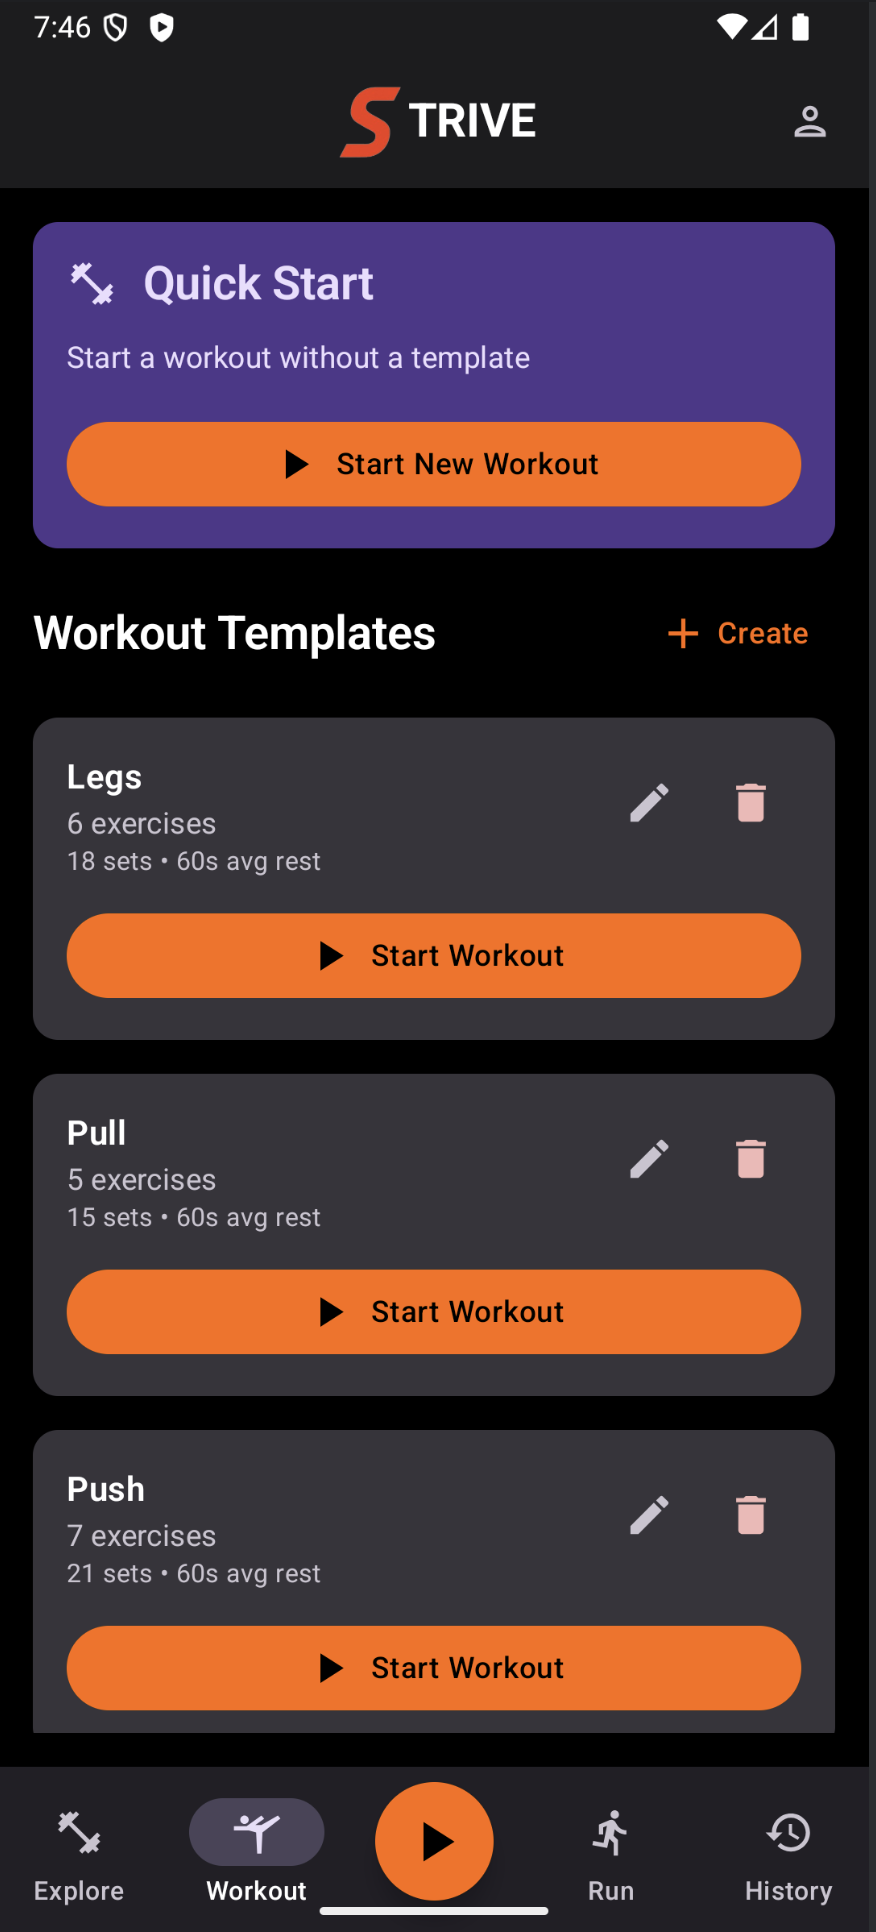 7:46
STRIVE
Quick Start
Start a workout without a template
Start New Workout
Workout Templates
Create
Legs
6 exercises
18 sets • 60s avg rest
Start Workout
Pull
5 exercises
15 sets • 60s avg rest
Start Workout
Push
7 exercises
21 sets • 60s avg rest
Start Workout
Explore
Workout
Run
History